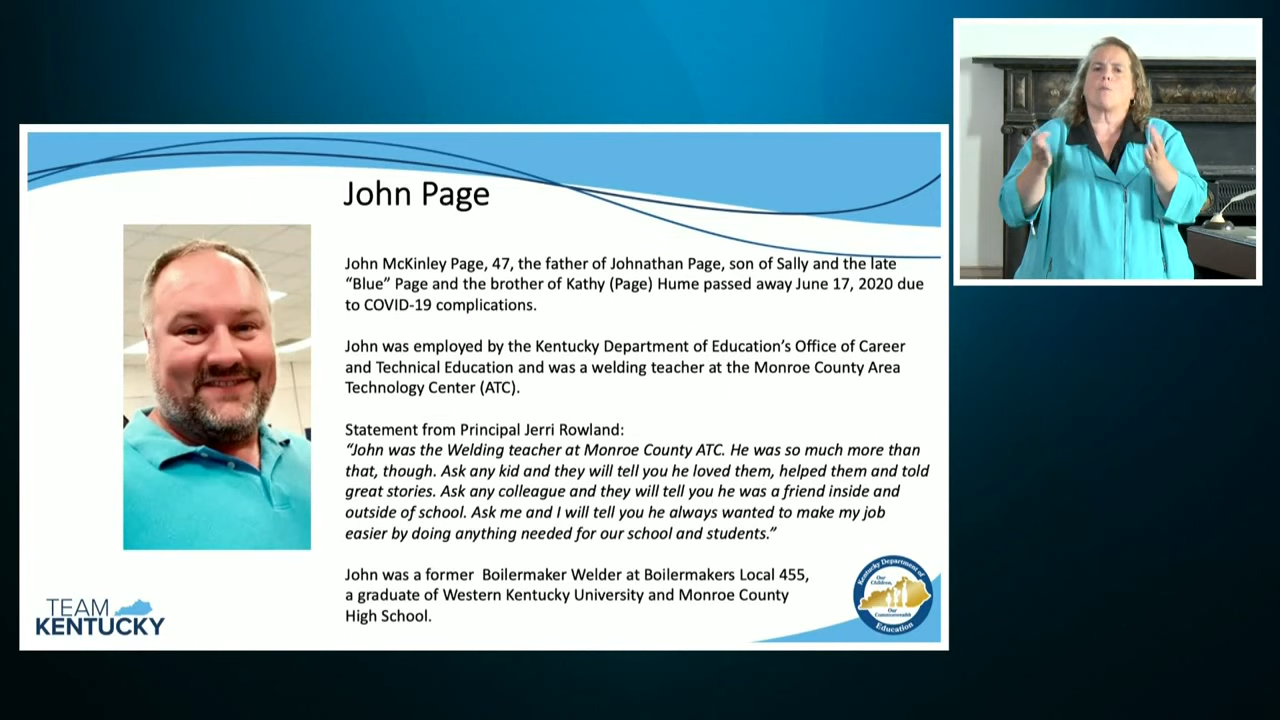 John Page
John McKinley Page, 47, the father of Johnathan Page, son of Sally and the late
“Blue” Page and the brother of Kathy (Page) Hume passed away June 17, 2020 due
to COVID-19 complications.
John was employed by the Kentucky Department of Education’s Office of Career
and Technical Education and was a welding teacher at the Monroe County Area
Technology Center (ATC).
Statement from Principal Jerri Rowland:
“John was the Welding teacher at Monroe County ATC. He was so much more than
that, though. Ask any kid and they will tell you he loved them, helped them and told
great stories. Ask any colleague and they will tell you he was a friend inside and
outside of school. Ask me and I will tell you he always wanted to make my job
easier by doing anything needed for our school and students.”
John was a former  Boilermaker Welder at Boilermakers Local 455,
a graduate of Western Kentucky University and Monroe County
High School.
TEAM
KENTUCKY
Kentucky Department of
Our
Children,
Our
Commonwealth
Education